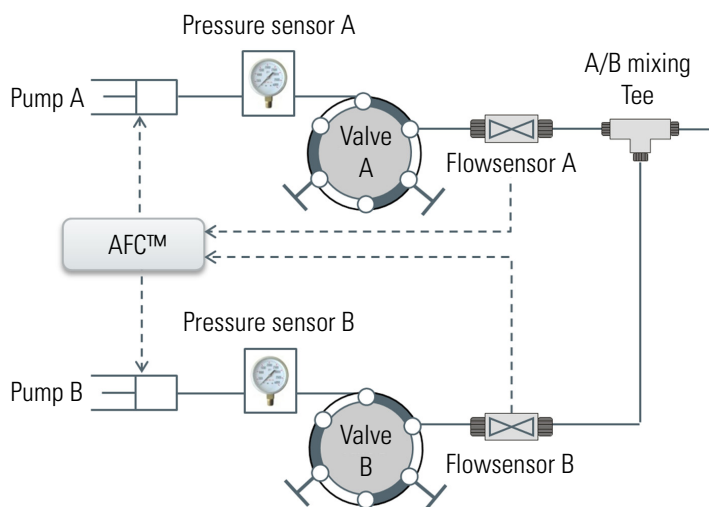 Pressure sensor A
Pump A
A/B mixing
Tee
Valve
A
Flowsensor A
AFC™
Pressure sensor B
Pump B
Valve
B
Flowsensor B